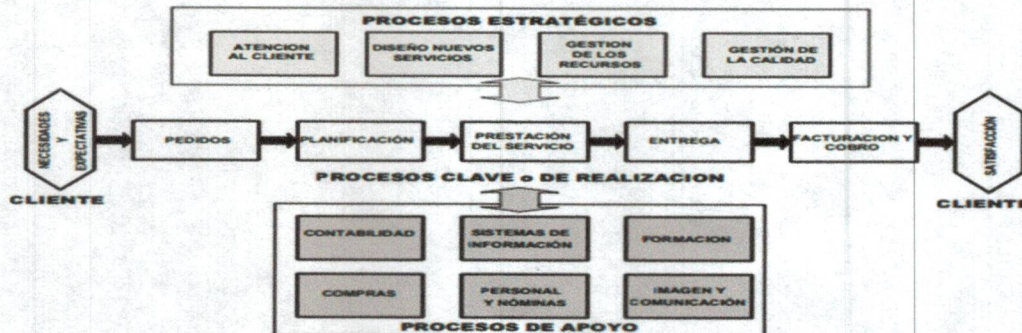 PROCESOS ESTRATÉGICOS
ATENCION
AL CLIENTE
DISEÑO NUEVOS
SERVICIOS
GESTION
DE LOS
RECURSOS
GESTIÓN DE
LA CALIDAD
NECESIDADES
Y
EXPECTATIVAS
CLIENTE
PEDIDOS
PLANIFICACIÓN
PRESTACIÓN
DEL SERVICIO
ENTREGA
FACTURACION Y
COBRO
SATISFACCIÓN
CLIENTE
PROCESOS CLAVE o DE REALIZACION
CONTABILIDAD
SISTEMAS DE
INFORMACIÓN
FORMACION
COMPRAS
PERSONAL
Y NÓMINAS
IMAGEN Y
COMUNICACIÓN
PROCESOS DE APOYO